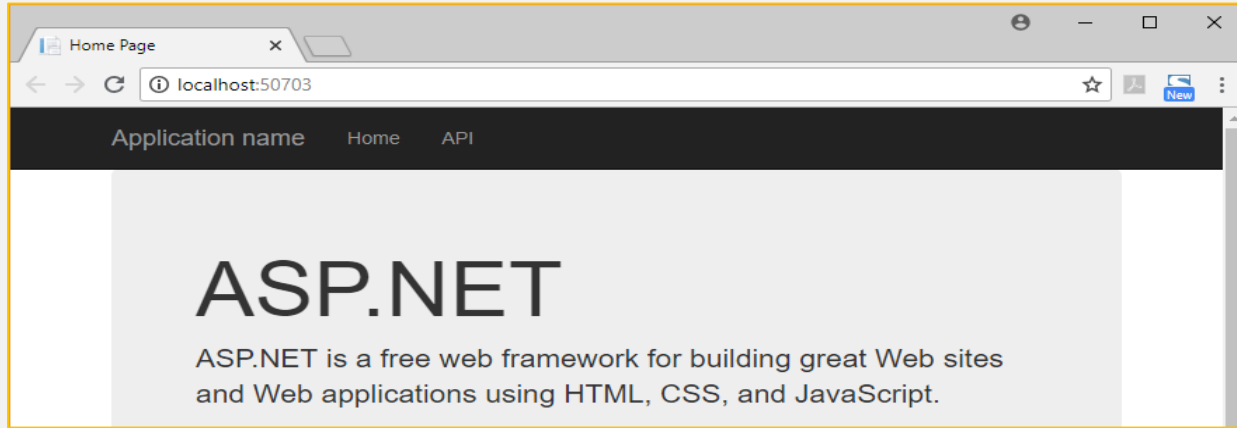 Home Page
localhost:50703
New
Application name Home API
ASP.NET
ASP.NET is a free web framework for building great Web sites
and Web applications using HTML, CSS, and JavaScript.